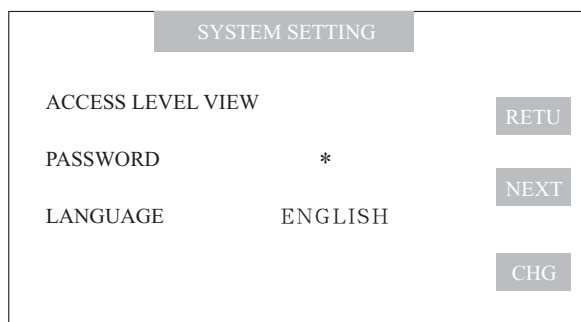 SYSTEM SETTING
ACCESS LEVEL VIEW
RETU
PASSWORD *
NEXT
LANGUAGE ENGLISH
CHG